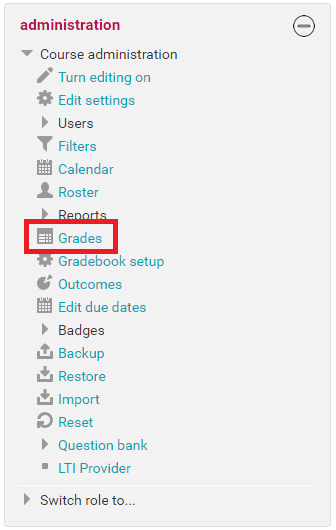 administration
Course administration
Turn editing on
Edit settings
Users
Filters
Calendar
Roster
Reports
Grades
Gradebook setup
Outcomes
Edit due dates
Badges
Backup
Restore
Import
Reset
Question bank
LTI Provider
Switch role to...